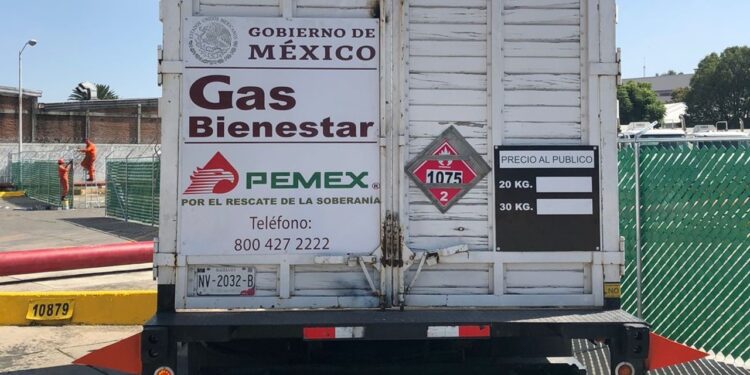 GOBIERNO DE
MÉXICO
Gas
Bienestar
PEMEX®
POR EL RESCATE DE LA SOBERANÍA
Teléfono:
800 427 2222
1075
2
PRECIO AL PUBLICO
20 KG.
30 KG.
NV-2032-B
10879